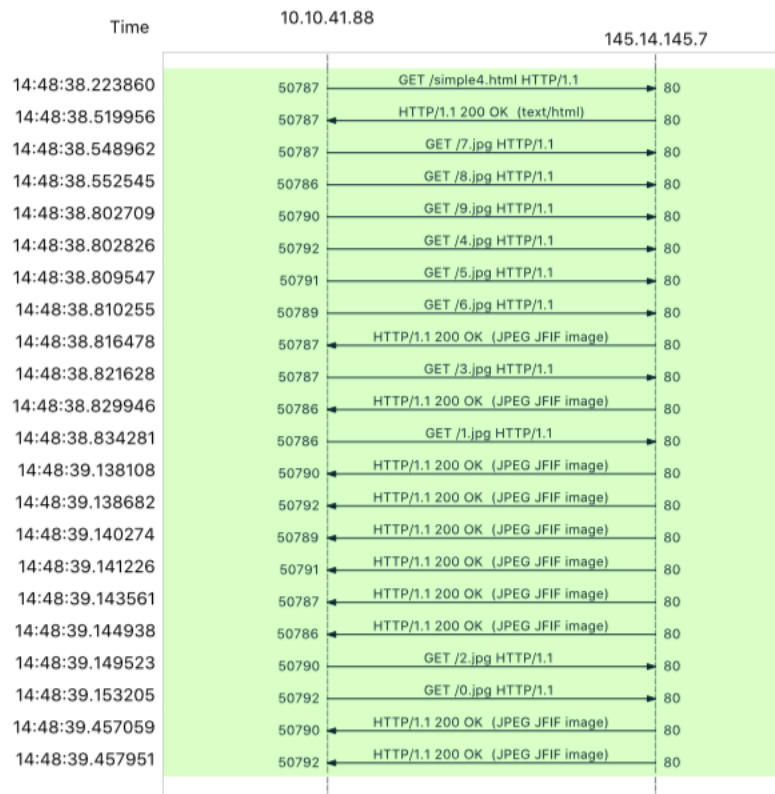 10.10.41.88
Time
145.14.145.7
14:48:38.223860 50787 GET /simple4.html HTTP/1.1 80
14:48:38.519956 50787 HTTP/1.1 200 OK (text/html) 80
14:48:38.548962 50787 GET /7.jpg HTTP/1.1 80
14:48:38.552545 50786 GET /8.jpg HTTP/1.1 80
14:48:38.802709 50790 GET /9.jpg HTTP/1.1 80
14:48:38.802826 50792 GET /4.jpg HTTP/1.1 80
14:48:38.809547 50791 GET /5.jpg HTTP/1.1 80
14:48:38.810255 50789 GET /6.jpg HTTP/1.1 80
14:48:38.816478 50787 HTTP/1.1 200 OK (JPEG JFIF image) 80
14:48:38.821628 50787 GET /3.jpg HTTP/1.1 80
14:48:38.829946 50786 HTTP/1.1 200 OK (JPEG JFIF image) 80
14:48:38.834281 50786 GET /1.jpg HTTP/1.1 80
14:48:39.138108 50790 HTTP/1.1 200 OK (JPEG JFIF image) 80
14:48:39.138682 50792 HTTP/1.1 200 OK (JPEG JFIF image) 80
14:48:39.140274 50789 HTTP/1.1 200 OK (JPEG JFIF image) 80
14:48:39.141226 50791 HTTP/1.1 200 OK (JPEG JFIF image) 80
14:48:39.143561 50787 HTTP/1.1 200 OK (JPEG JFIF image) 80
14:48:39.144938 50786 HTTP/1.1 200 OK (JPEG JFIF image) 80
14:48:39.149523 50790 GET /2.jpg HTTP/1.1 80
14:48:39.153205 50792 GET /0.jpg HTTP/1.1 80
14:48:39.457059 50790 HTTP/1.1 200 OK (JPEG JFIF image) 80
14:48:39.457951 50792 HTTP/1.1 200 OK (JPEG JFIF image) 80